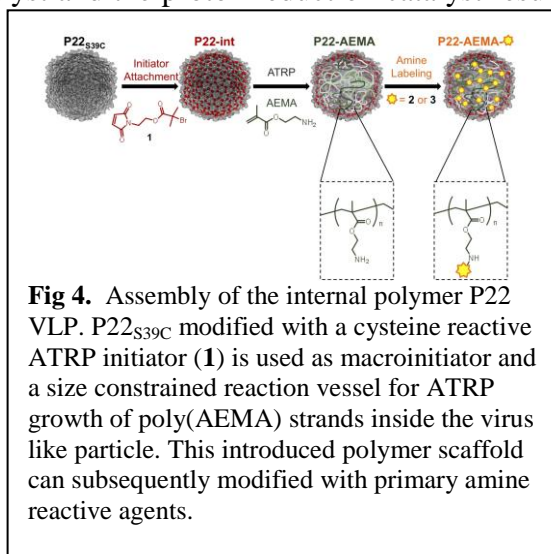 P22S39C
P22-int
P22-AEMA
P22-AEMA-
Initiator
Attachment
ATRP
Amine
Labeling
AEMA
= 2 or 3
1
O
N
O
O
O
Br
O
O
NH2
n
O
O
NH2
n
O
O
NH
Fig 4. Assembly of the internal polymer P22
VLP. P22S39C modified with a cysteine reactive
ATRP initiator (1) is used as macroinitiator and
a size constrained reaction vessel for ATRP
growth of poly(AEMA) strands inside the virus
like particle. This introduced polymer scaffold
can subsequently modified with primary amine
reactive agents.